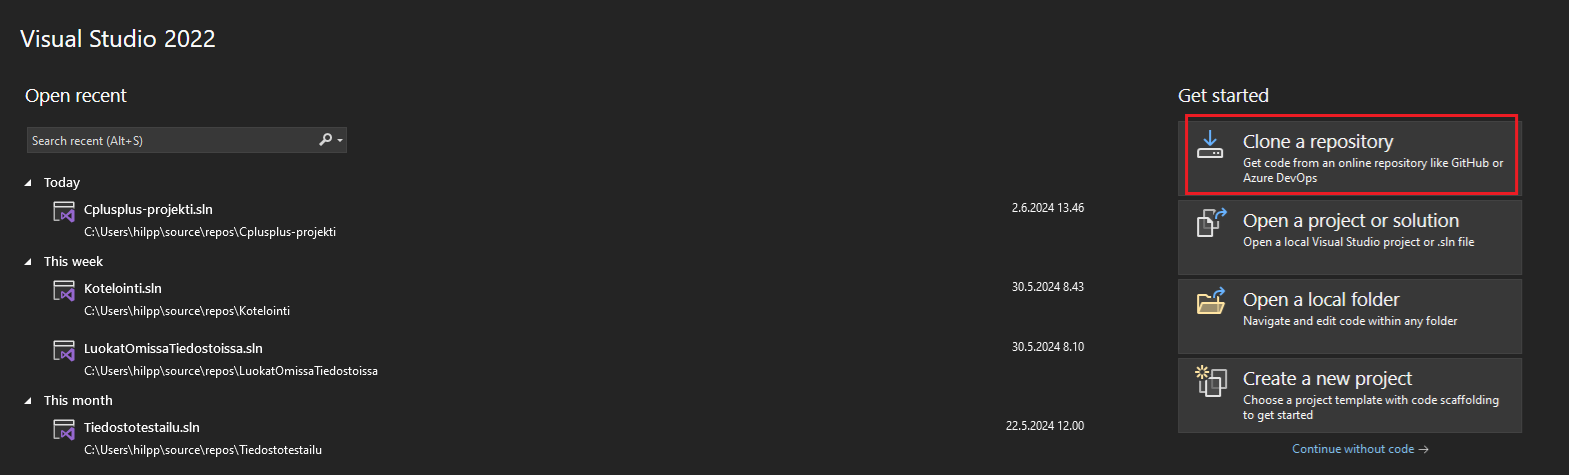 Visual Studio 2022
Open recent
Search recent (Alt+S)
Today
Cplusplus-projekti.sln
2.6.2024 13.46
C:\Users\hilpp\source\repos\Cplusplus-projekti
This week
Kotelointi.sln
30.5.2024 8.43
C:\Users\hilpp\source\repos\Kotelointi
LuokatOmissaTiedostoissa.sln
30.5.2024 8.10
C:\Users\hilpp\source\repos\LuokatOmissaTiedostoissa
This month
Tiedostotestailu.sln
22.5.2024 12.00
C:\Users\hilpp\source\repos\Tiedostotestailu
Get started
Clone a repository
Get code from an online repository like GitHub or
Azure DevOps
Open a project or solution
Open a local Visual Studio project or .sln file
Open a local folder
Navigate and edit code within any folder
Create a new project
Choose a project template with code scaffolding
to get started
Continue without code →